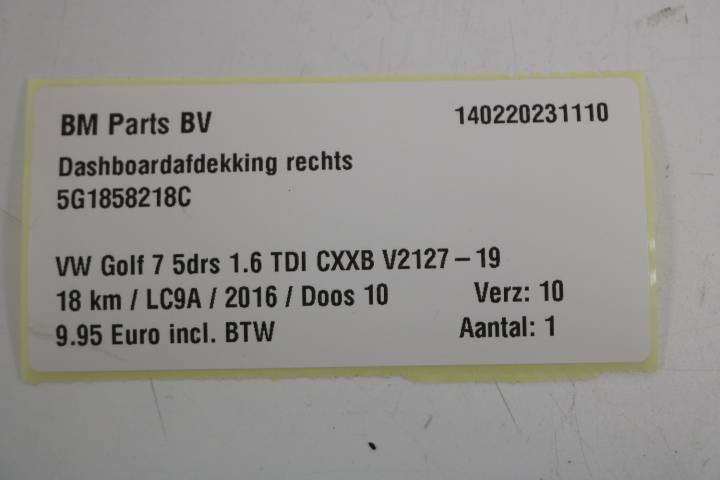 BM Parts BV 140220231110
Dashboardafdekking rechts
5G1858218C
VW Golf 7 5drs 1.6 TDI CXXB V2127 – 19
18 km / LC9A / 2016 / Doos 10 Verz: 10
9.95 Euro incl. BTW Aantal: 1